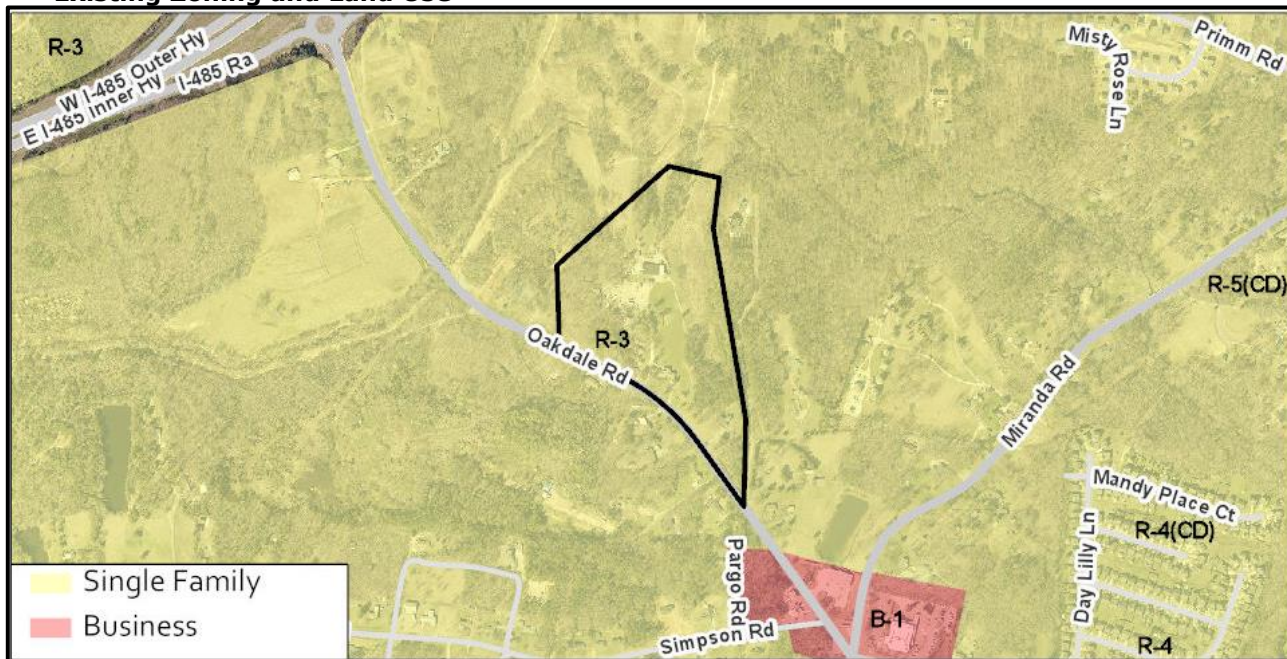 Existing Zoning and Land Use
R-3
W I-485 Outer Hy
E I-485 Inner Hy
I-485 Ra
Misty Rose Ln
Primm Rd
R-5(CD)
Oakdale Rd
R-3
Miranda Rd
Mandy Place Ct
R-4(CD)
Day Lilly Ln
R-4
Pargo Rd
Simpson Rd
B-1
Single Family
Business